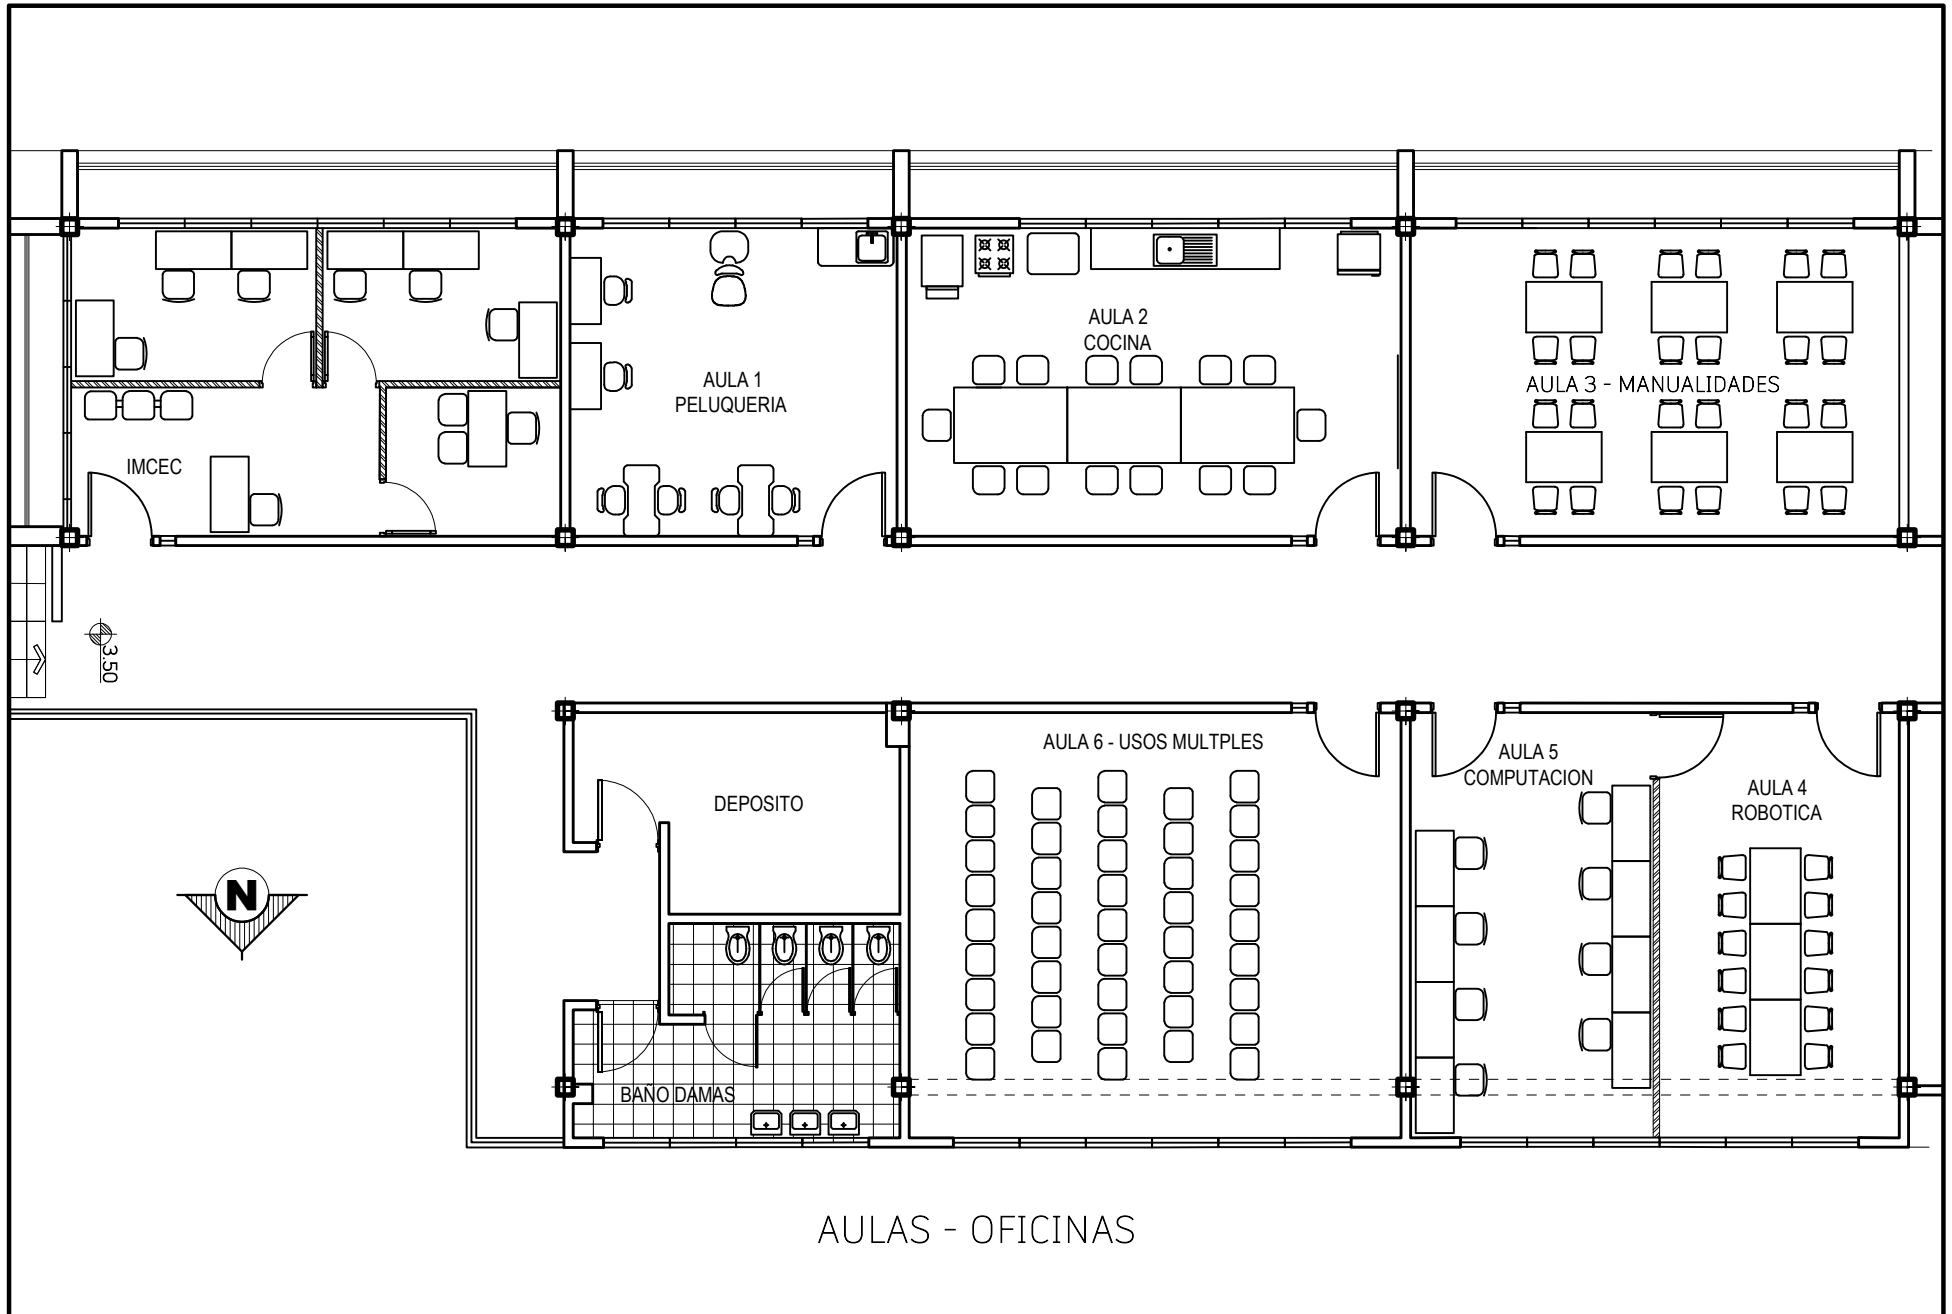 AULA 2
COCINA
AULA 1
PELUQUERIA
AULA 3 - MANUALIDADES
IMCEC
3.50
AULA 6 - USOS MULTPLES
AULA 5
COMPUTACION
AULA 4
ROBOTICA
DEPOSITO
N
BAÑO DAMAS
AULAS - OFICINAS